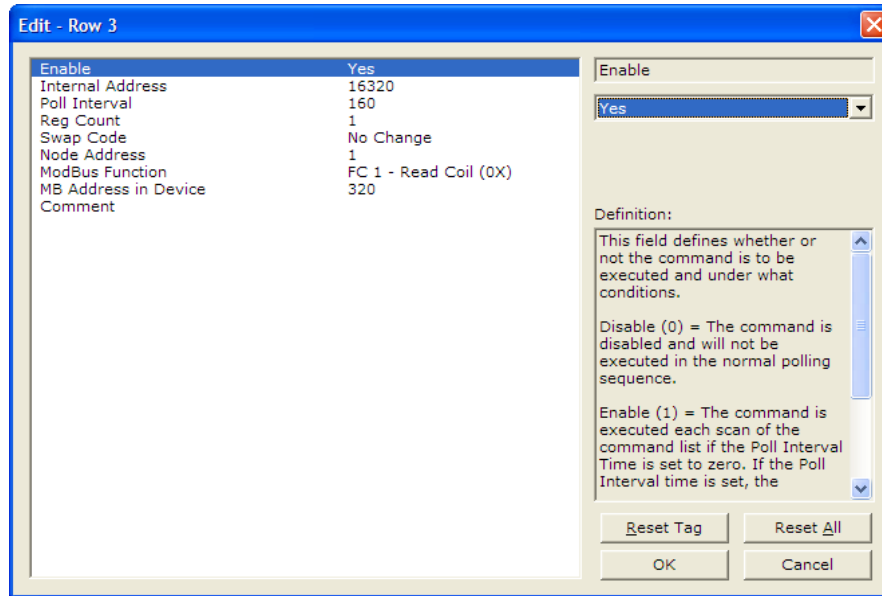 Edit - Row 3
Enable Yes
Internal Address 16320
Poll Interval 160
Reg Count 1
Swap Code No Change
Node Address 1
ModBus Function FC 1 - Read Coil (0X)
MB Address in Device 320
Comment
Enable
Yes
Definition:
This field defines whether or
not the command is to be
executed and under what
conditions.
Disable (0) = The command is
disabled and will not be
executed in the normal polling
sequence.
Enable (1) = The command is
executed each scan of the
command list if the Poll Interval
Time is set to zero. If the Poll
Interval time is set, the
Reset Tag Reset All
OK Cancel